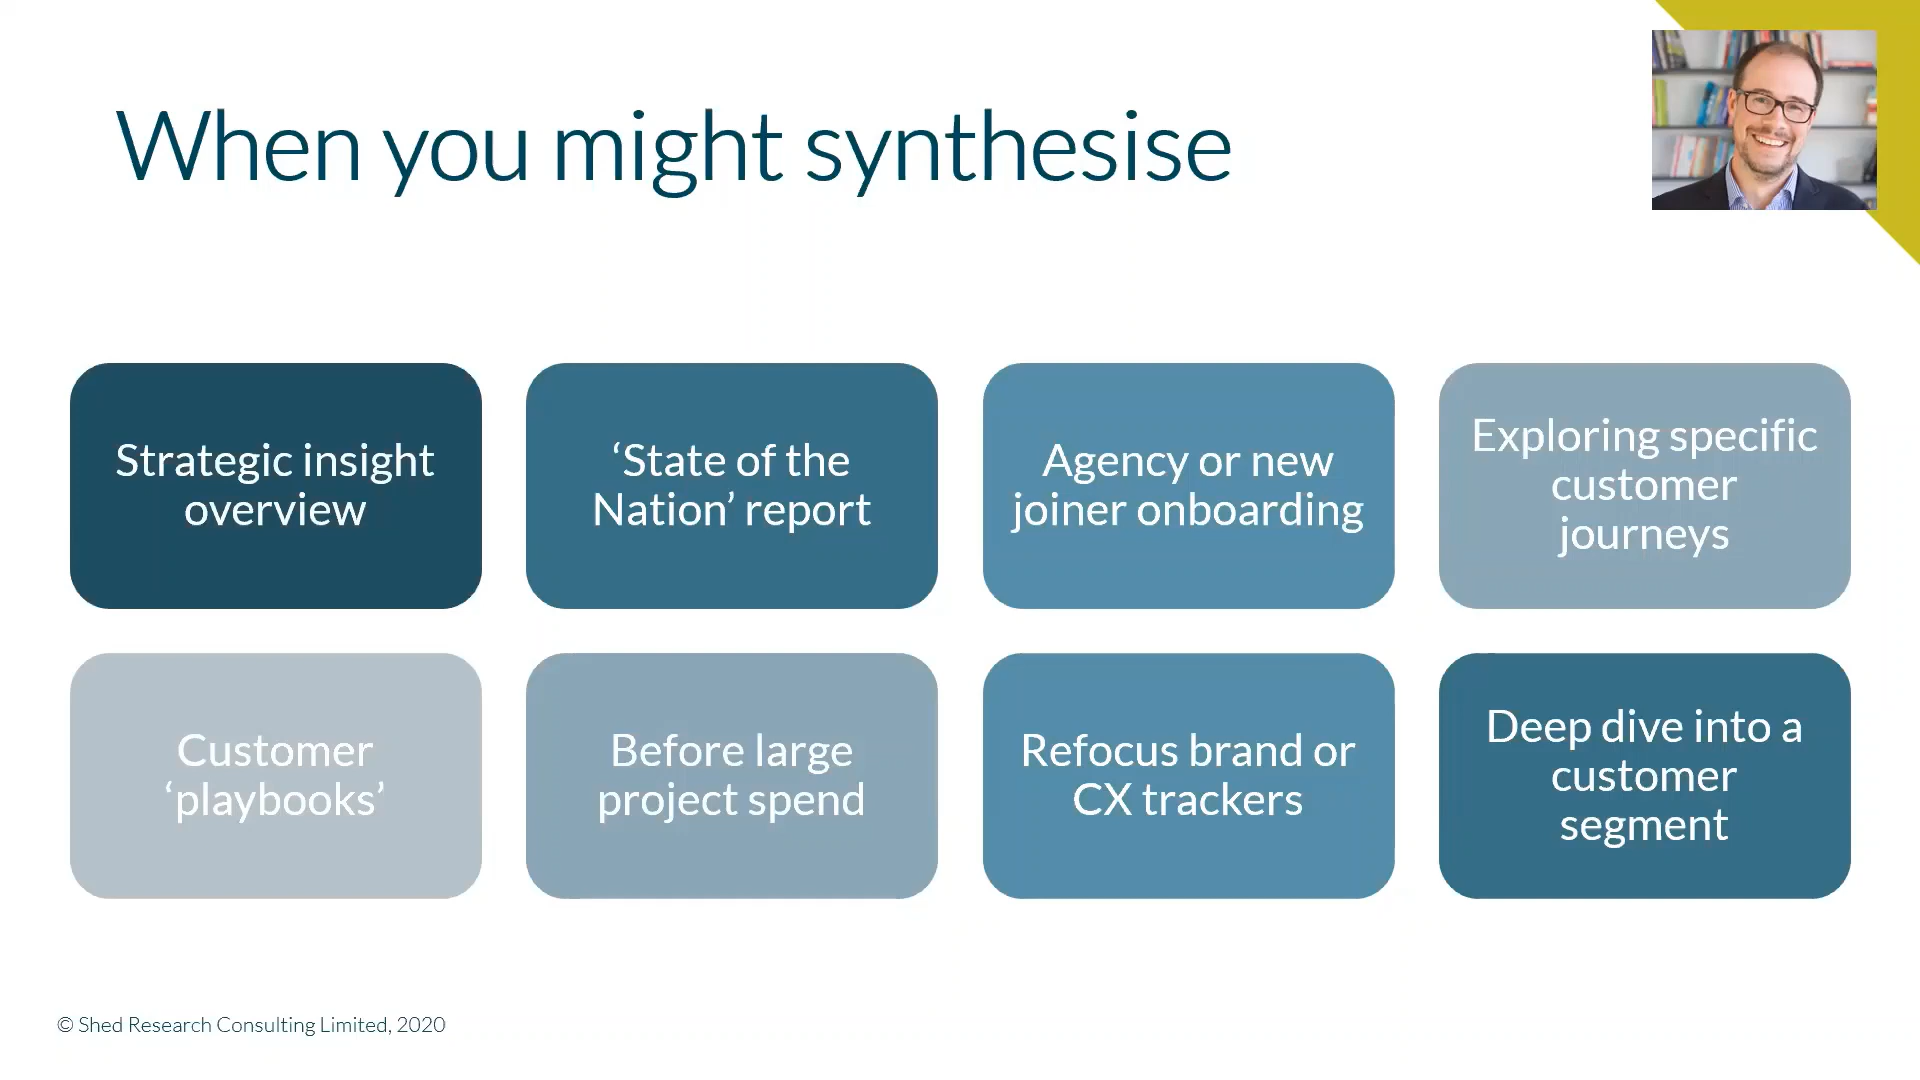 When you might synthesise
Strategic insight
overview
‘State of the
Nation’ report
Agency or new
joiner onboarding
Exploring specific
customer
journeys
Customer
‘playbooks’
Before large
project spend
Refocus brand or
CX trackers
Deep dive into a
customer
segment
© Shed Research Consulting Limited, 2020